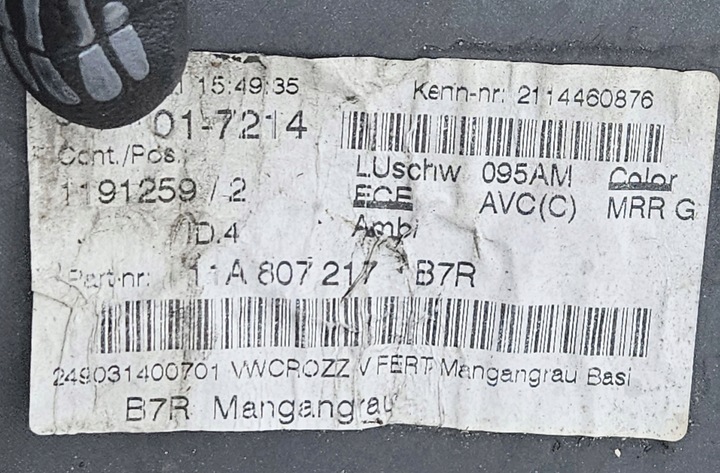 15:49:35 Kenn-nr: 2114460876
01-7214
Cont./Pos.: LUschw 095AM Color
1191259 / 2 ECE AVC(C) MRR G
ID.4 Ambi
Part-nr: 11A 807 217 B7R
249031400701 VWCROZZ V FERT Mangangrau Basi
B7R Mangangrau